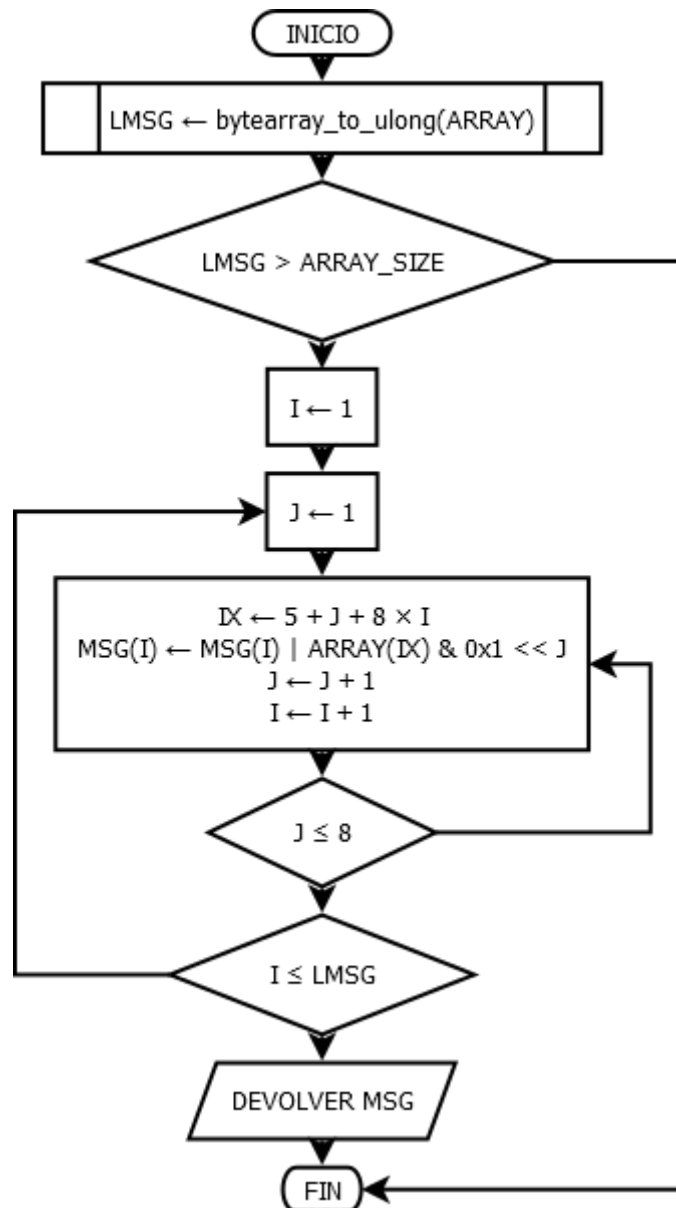 INICIO
LMSG ← bytearray_to_ulong(ARRAY)
LMSG > ARRAY_SIZE
I ← 1
J ← 1
IX ← 5 + J + 8 × I
MSG(I) ← MSG(I) | ARRAY(IX) & 0x1 << J
J ← J + 1
I ← I + 1
J ≤ 8
I ≤ LMSG
DEVOLVER MSG
FIN